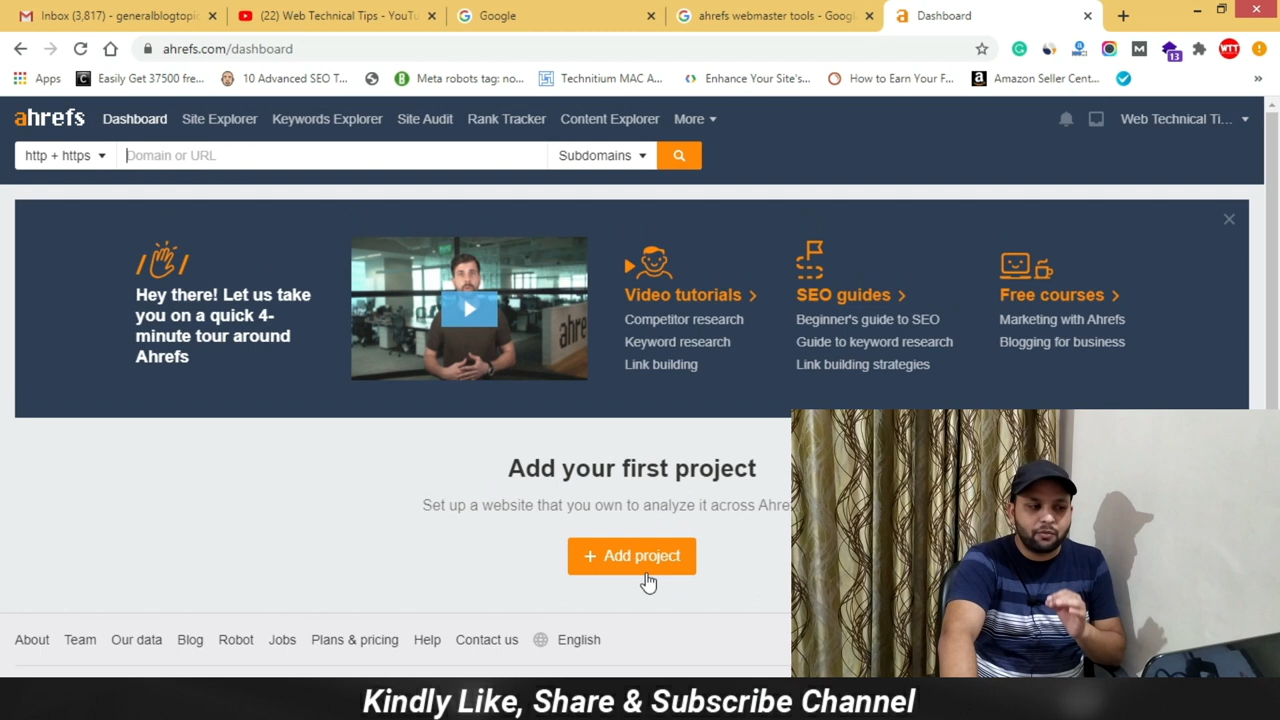 Inbox (3,817) - generalblogtopi
(22) Web Technical Tips - YouTu
Google
ahrefs webmaster tools - Googl
Dashboard
ahrefs.com/dashboard
13
WTT
Apps
Easily Get 37500 fre...
10 Advanced SEO T...
Meta robots tag: no...
Technitium MAC A...
Enhance Your Site's...
How to Earn Your F...
Amazon Seller Cent...
»
ahrefs
Dashboard
Site Explorer
Keywords Explorer
Site Audit
Rank Tracker
Content Explorer
More
Web Technical Ti...
http + https
Domain or URL
Subdomains
Hey there! Let us take
you on a quick 4-
minute tour around
Ahrefs
ahre
Video tutorials
Competitor research
Keyword research
Link building
SEO guides
Beginner's guide to SEO
Guide to keyword research
Link building strategies
Free courses
Marketing with Ahrefs
Blogging for business
Add your first project
Set up a website that you own to analyze it across Ahre
+ Add project
About
Team
Our data
Blog
Robot
Jobs
Plans & pricing
Help
Contact us
English
Kindly Like, Share & Subscribe Channel